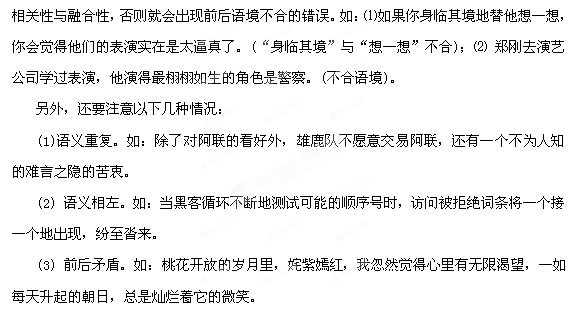 相关性与融合性，否则就会出现前后语境不合的错误。如：⑴如果你身临其境地替他想一想，
你会觉得他们的表演实在是太逼真了。(“身临其境”与“想一想”不合)；⑵ 郑刚去演艺
公司学过表演，他演得最栩栩如生的角色是警察。(不合语境)。
另外，还要注意以下几种情况：
(1)语义重复。如：除了对阿联的看好外，雄鹿队不愿意交易阿联，还有一个不为人知
的难言之隐的苦衷。
(2) 语义相左。如：当黑客循环不断地测试可能的顺序号时，访问被拒绝词条将一个接
一个地出现，纷至沓来。
(3) 前后矛盾。如：桃花开放的岁月里，姹紫嫣红，我忽然觉得心里有无限渴望，一如
每天升起的朝日，总是灿烂着它的微笑。